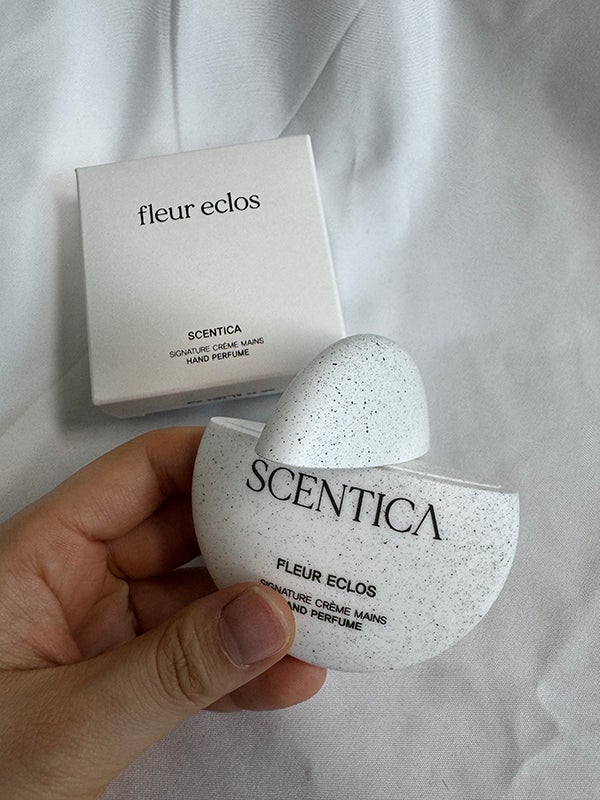 fleur eclos
SCENTICA
SIGNATURE CRÈME MAINS
HAND PERFUME
SCENTICA
FLEUR ECLOS
SIGNATURE CRÈME MAINS
HAND PERFUME